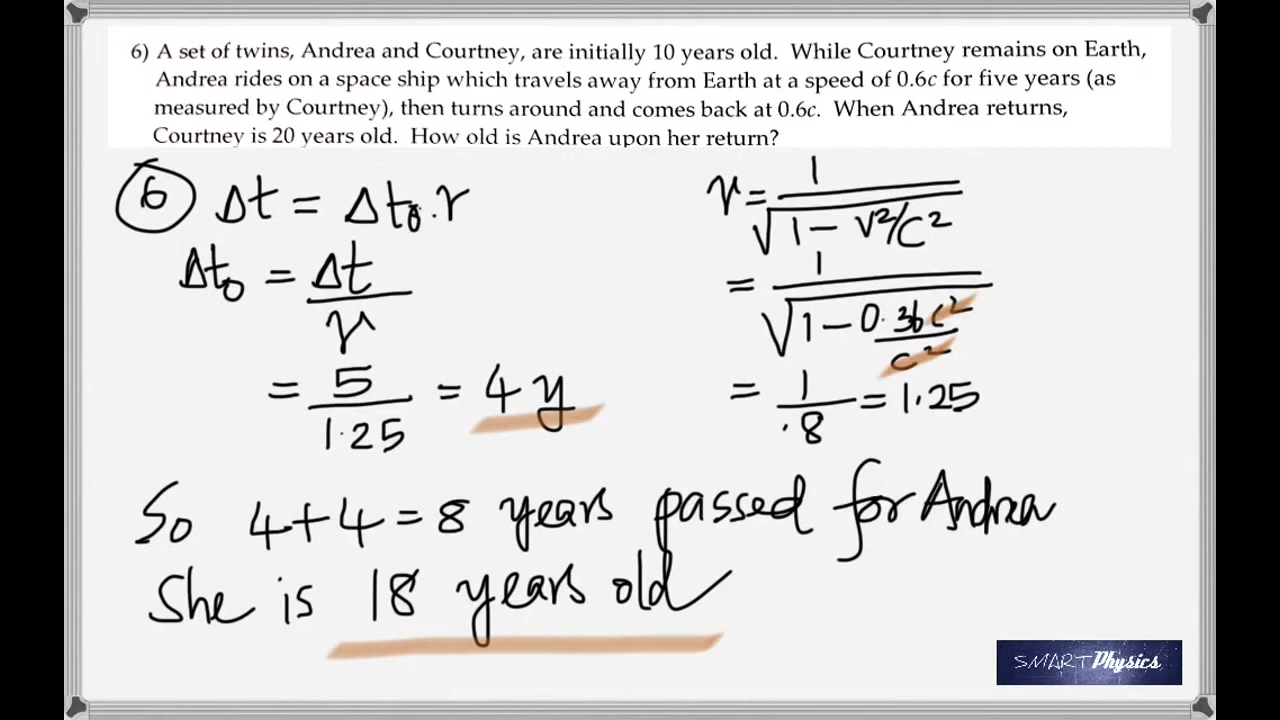 6) A set of twins, Andrea and Courtney, are initially 10 years old. While Courtney remains on Earth,
Andrea rides on a space ship which travels away from Earth at a speed of 0.6c for five years (as
measured by Courtney), then turns around and comes back at 0.6c. When Andrea returns,
Courtney is 20 years old. How old is Andrea upon her return?
6 Δt = Δt₀.γ
Δt₀ = Δt/γ
= 5/1.25 = 4 y
γ = 1/√(1 - V²/C²)
= 1/√(1 - 0.36C²/C²)
= 1/.8 = 1.25
So 4+4=8 years passed for Andrea
She is 18 years old
SMART Physics